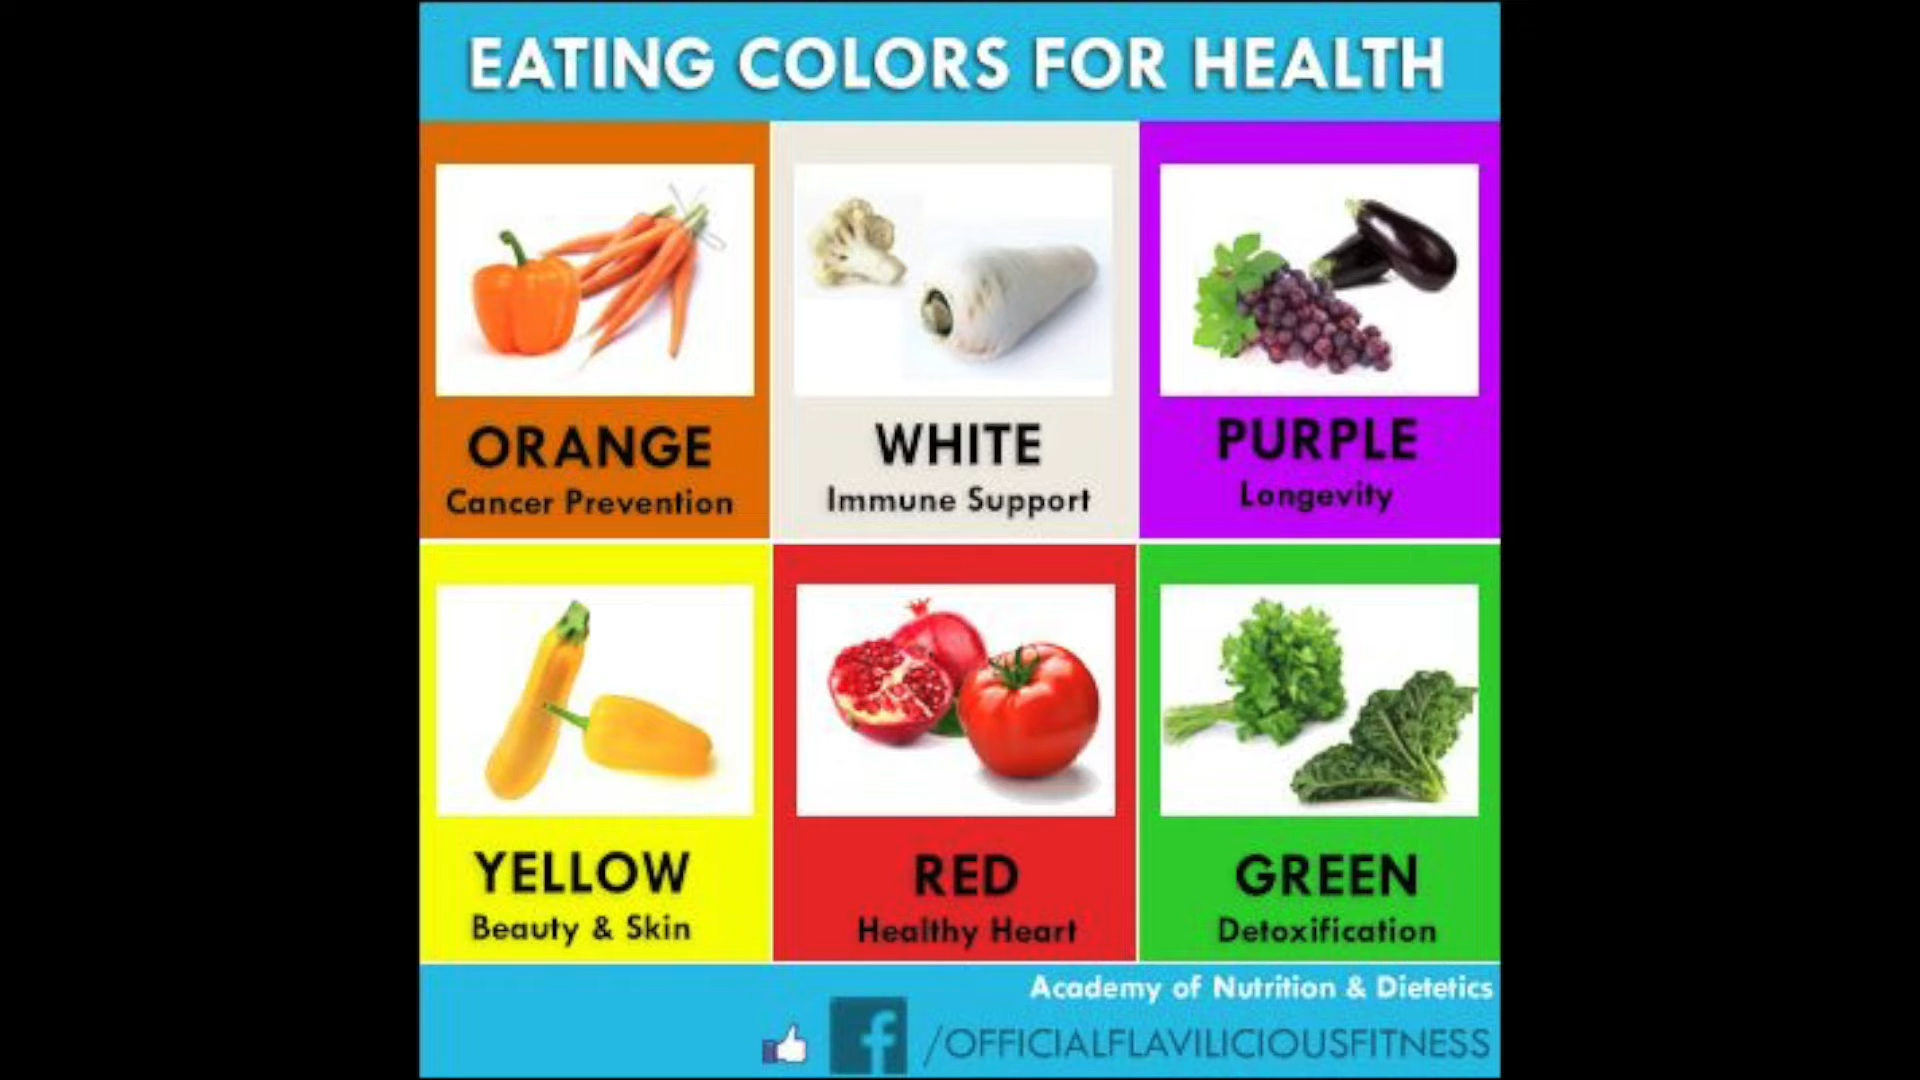 EATING COLORS FOR HEALTH
ORANGE
Cancer Prevention
WHITE
Immune Support
PURPLE
Longevity
YELLOW
Beauty & Skin
RED
Healthy Heart
GREEN
Detoxification
Academy of Nutrition & Dietetics
f /OFFICIALFLAVILICIOUSFITNESS